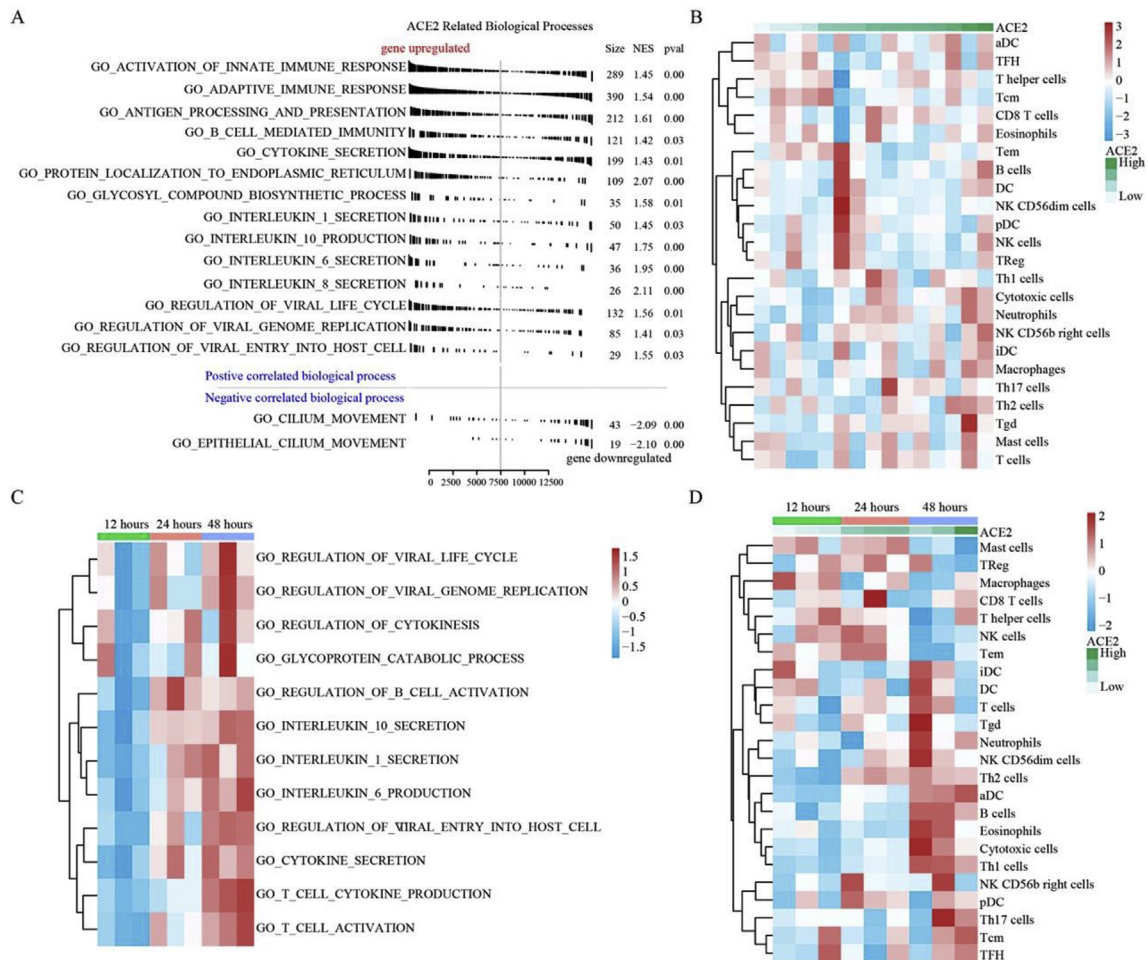 A
ACE2 Related Biological Processes
gene upregulated
Size NES pval
GO_ACTIVATION_OF_INNATE_IMMUNE_RESPONSE 289 1.45 0.00
GO_ADAPTIVE_IMMUNE_RESPONSE 390 1.54 0.00
GO_ANTIGEN_PROCESSING_AND_PRESENTATION 212 1.61 0.00
GO_B_CELL_MEDIATED_IMMUNITY 121 1.42 0.03
GO_CYTOKINE_SECRETION 199 1.43 0.01
GO_PROTEIN_LOCALIZATION_TO_ENDOPLASMIC_RETICULUM 109 2.07 0.00
GO_GLYCOSYL_COMPOUND_BIOSYNTHETIC_PROCESS 35 1.58 0.01
GO_INTERLEUKIN_1_SECRETION 50 1.45 0.03
GO_INTERLEUKIN_10_PRODUCTION 47 1.75 0.00
GO_INTERLEUKIN_6_SECRETION 36 1.95 0.00
GO_INTERLEUKIN_8_SECRETION 26 2.11 0.00
GO_REGULATION_OF_VIRAL_LIFE_CYCLE 132 1.56 0.01
GO_REGULATION_OF_VIRAL_GENOME_REPLICATION 85 1.41 0.03
GO_REGULATION_OF_VIRAL_ENTRY_INTO_HOST_CELL 29 1.55 0.03
Postive correlated biological process
Negative correlated biological process
GO_CILIUM_MOVEMENT 43 −2.09 0.00
GO_EPITHELIAL_CILIUM_MOVEMENT 19 −2.10 0.00
gene downregulated
0 2500 5000 7500 10000 12500
B
ACE2
aDC
TFH
T helper cells
Tcm
CD8 T cells
Eosinophils
Tem
B cells
DC
NK CD56dim cells
pDC
NK cells
TReg
Th1 cells
Cytotoxic cells
Neutrophils
NK CD56b right cells
iDC
Macrophages
Th17 cells
Th2 cells
Tgd
Mast cells
T cells
3
2
1
0
−1
−2
−3
ACE2
High
Low
C
12 hours 24 hours 48 hours
GO_REGULATION_OF_VIRAL_LIFE_CYCLE
GO_REGULATION_OF_VIRAL_GENOME_REPLICATION
GO_REGULATION_OF_CYTOKINESIS
GO_GLYCOPROTEIN_CATABOLIC_PROCESS
GO_REGULATION_OF_B_CELL_ACTIVATION
GO_INTERLEUKIN_10_SECRETION
GO_INTERLEUKIN_1_SECRETION
GO_INTERLEUKIN_6_PRODUCTION
GO_REGULATION_OF_VIRAL_ENTRY_INTO_HOST_CELL
GO_CYTOKINE_SECRETION
GO_T_CELL_CYTOKINE_PRODUCTION
GO_T_CELL_ACTIVATION
1.5
1
0.5
0
−0.5
−1
−1.5
D
12 hours 24 hours 48 hours
ACE2
Mast cells
TReg
Macrophages
CD8 T cells
T helper cells
NK cells
Tem
iDC
DC
T cells
Tgd
Neutrophils
NK CD56dim cells
Th2 cells
aDC
B cells
Eosinophils
Cytotoxic cells
Th1 cells
NK CD56b right cells
pDC
Th17 cells
Tcm
TFH
2
1
0
−1
−2
ACE2
High
Low